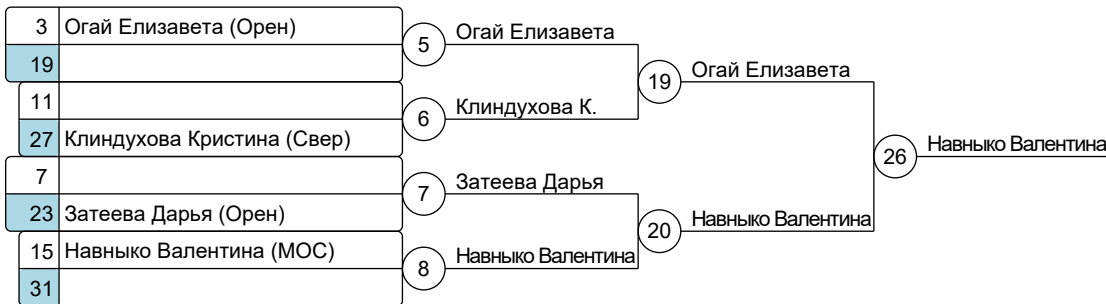 3 Огай Елизавета (Орен)
19
11
27 Клиндухова Кристина (Свер)
7
23 Затеева Дарья (Орен)
15 Навныко Валентина (МОС)
31
5 Огай Елизавета
6 Клиндухова К.
7 Затеева Дарья
8 Навныко Валентина
19 Огай Елизавета
20 Навныко Валентина
26 Навныко Валентина